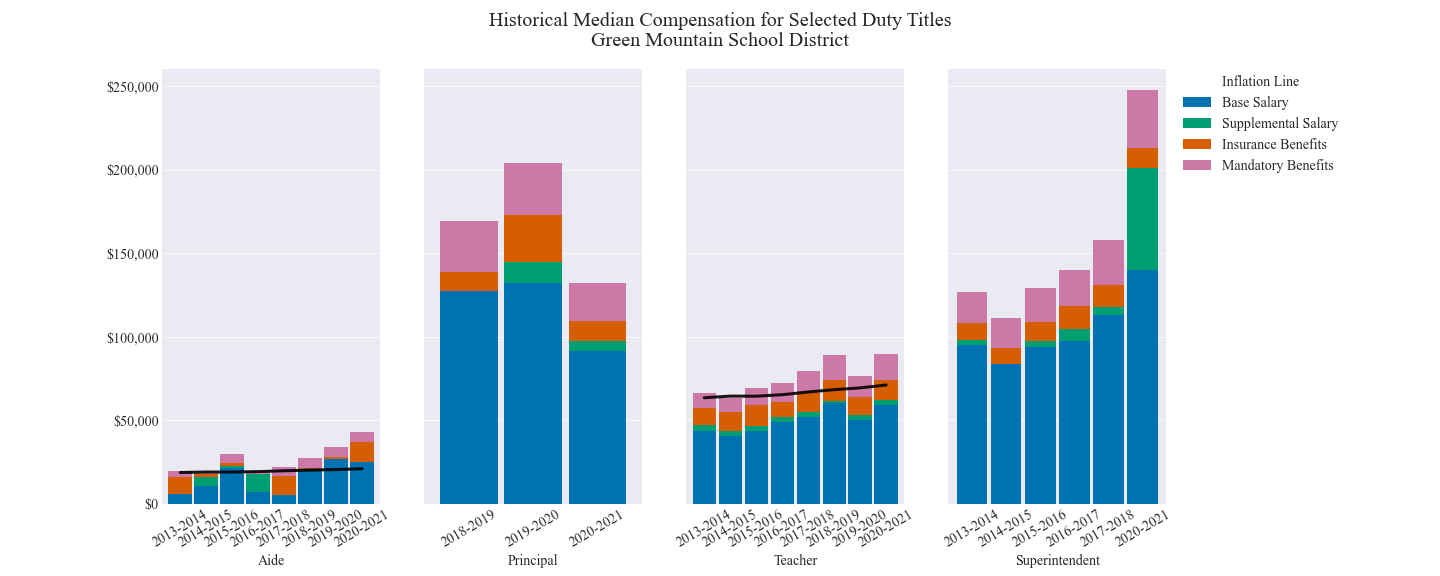 Historical Median Compensation for Selected Duty Titles
Green Mountain School District
$250,000
$200,000
$150,000
$100,000
$50,000
$0
Inflation Line
Base Salary
Supplemental Salary
Insurance Benefits
Mandatory Benefits
2013-2014
2014-2015
2015-2016
2016-2017
2017-2018
2018-2019
2019-2020
2020-2021
Aide
2018-2019
2019-2020
2020-2021
Principal
2013-2014
2014-2015
2015-2016
2016-2017
2017-2018
2018-2019
2019-2020
2020-2021
Teacher
2013-2014
2014-2015
2015-2016
2016-2017
2017-2018
2020-2021
Superintendent